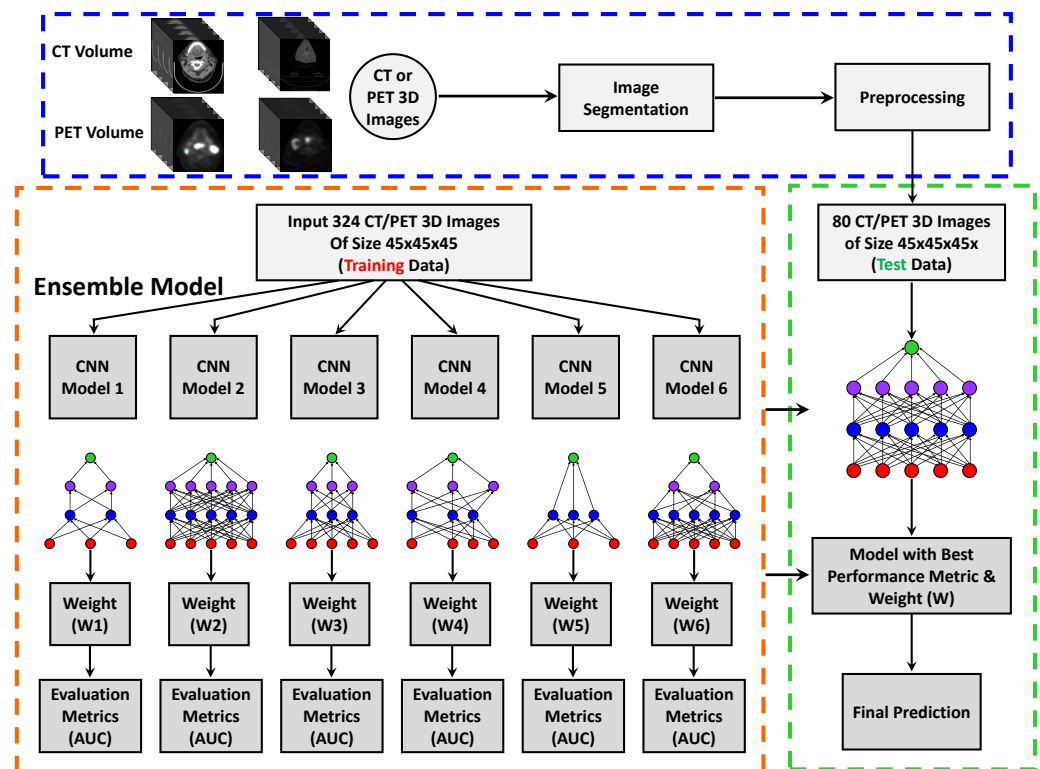 CT Volume
PET Volume
CT or
PET 3D
Images
Image
Segmentation
Preprocessing
Input 324 CT/PET 3D Images
Of Size 45x45x45
(Training Data)
80 CT/PET 3D Images
of Size 45x45x45x
(Test Data)
Ensemble Model
CNN
Model 1
CNN
Model 2
CNN
Model 3
CNN
Model 4
CNN
Model 5
CNN
Model 6
Weight
(W1)
Weight
(W2)
Weight
(W3)
Weight
(W4)
Weight
(W5)
Weight
(W6)
Model with Best
Performance Metric &
Weight (W)
Evaluation
Metrics
(AUC)
Evaluation
Metrics
(AUC)
Evaluation
Metrics
(AUC)
Evaluation
Metrics
(AUC)
Evaluation
Metrics
(AUC)
Evaluation
Metrics
(AUC)
Final Prediction